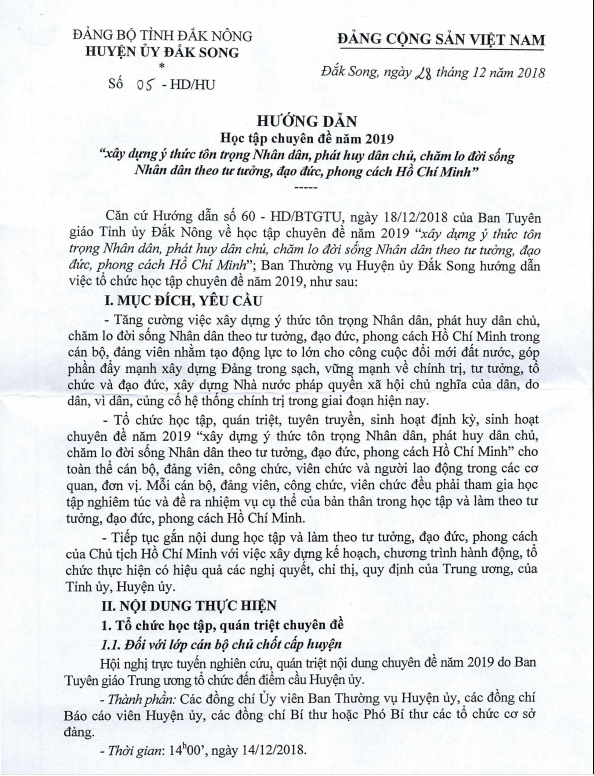 ĐẢNG BỘ TỈNH ĐẮK NÔNG
HUYỆN ỦY ĐẮK SONG
*
Số 05 - HD/HU
ĐẢNG CỘNG SẢN VIỆT NAM
Đắk Song, ngày 28 tháng 12 năm 2018
HƯỚNG DẪN
Học tập chuyên đề năm 2019
“xây dựng ý thức tôn trọng Nhân dân, phát huy dân chủ, chăm lo đời sống
Nhân dân theo tư tưởng, đạo đức, phong cách Hồ Chí Minh”
-----
Căn cứ Hướng dẫn số 60 - HD/BTGTU, ngày 18/12/2018 của Ban Tuyên
giáo Tỉnh ủy Đắk Nông về học tập chuyên đề năm 2019 “xây dựng ý thức tôn
trọng Nhân dân, phát huy dân chủ, chăm lo đời sống Nhân dân theo tư tưởng, đạo
đức, phong cách Hồ Chí Minh”; Ban Thường vụ Huyện ủy Đắk Song hướng dẫn
việc tổ chức học tập chuyên đề năm 2019, như sau:
I. MỤC ĐÍCH, YÊU CẦU
- Tăng cường việc xây dựng ý thức tôn trọng Nhân dân, phát huy dân chủ,
chăm lo đời sống Nhân dân theo tư tưởng, đạo đức, phong cách Hồ Chí Minh trong
cán bộ, đảng viên nhằm tạo động lực to lớn cho công cuộc đổi mới đất nước, góp
phần đẩy mạnh xây dựng Đảng trong sạch, vững mạnh về chính trị, tư tưởng, tổ
chức và đạo đức, xây dựng Nhà nước pháp quyền xã hội chủ nghĩa của dân, do
dân, vì dân, củng cố hệ thống chính trị trong giai đoạn hiện nay.
- Tổ chức học tập, quán triệt, tuyên truyền, sinh hoạt định kỳ, sinh hoạt
chuyên đề năm 2019 “xây dựng ý thức tôn trọng Nhân dân, phát huy dân chủ,
chăm lo đời sống Nhân dân theo tư tưởng, đạo đức, phong cách Hồ Chí Minh” cho
toàn thể cán bộ, đảng viên, công chức, viên chức và người lao động trong các cơ
quan, đơn vị. Mỗi cán bộ, đảng viên, công chức, viên chức đều phải tham gia học
tập nghiêm túc và đề ra nhiệm vụ cụ thể của bản thân trong học tập và làm theo tư
tưởng, đạo đức, phong cách Hồ Chí Minh.
- Tiếp tục gắn nội dung học tập và làm theo tư tưởng, đạo đức, phong cách
của Chủ tịch Hồ Chí Minh với việc xây dựng kế hoạch, chương trình hành động, tổ
chức thực hiện có hiệu quả các nghị quyết, chỉ thị, quy định của Trung ương, của
Tỉnh ủy, Huyện ủy.
II. NỘI DUNG THỰC HIỆN
1. Tổ chức học tập, quán triệt chuyên đề
1.1. Đối với lớp cán bộ chủ chốt cấp huyện
Hội nghị trực tuyến nghiên cứu, quán triệt nội dung chuyên đề năm 2019 do Ban
Tuyên giáo Trung ương tổ chức đến điểm cầu Huyện ủy.
- Thành phần: Các đồng chí Ủy viên Ban Thường vụ Huyện ủy, các đồng chí
Báo cáo viên Huyện ủy, các đồng chí Bí thư hoặc Phó Bí thư các tổ chức cơ sở
đảng.
- Thời gian: 14h00’, ngày 14/12/2018.